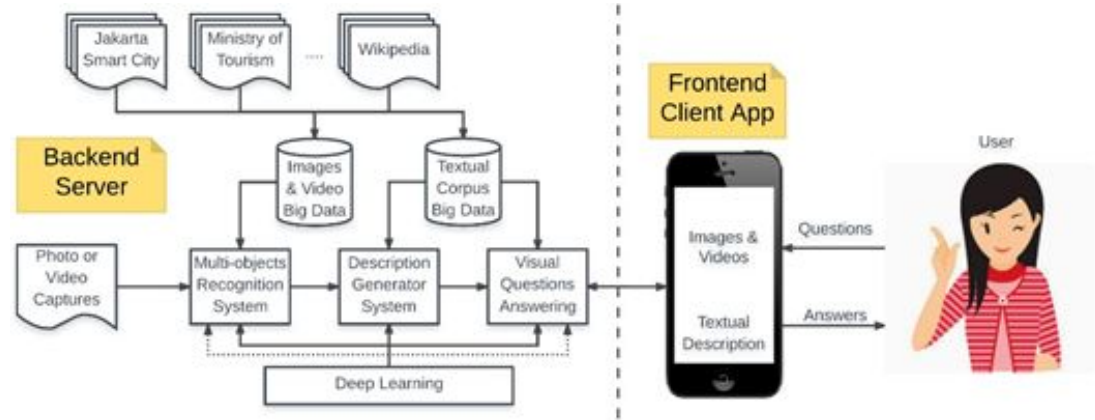 Jakarta
Smart City
Ministry of
Tourism
....
Wikipedia
Frontend
Client App
Backend
Server
Images
& Video
Big Data
Textual
Corpus
Big Data
User
Photo or
Video
Captures
Multi-objects
Recognition
System
Description
Generator
System
Visual
Questions
Answering
Images &
Videos
Textual
Description
Questions
Answers
Deep Learning